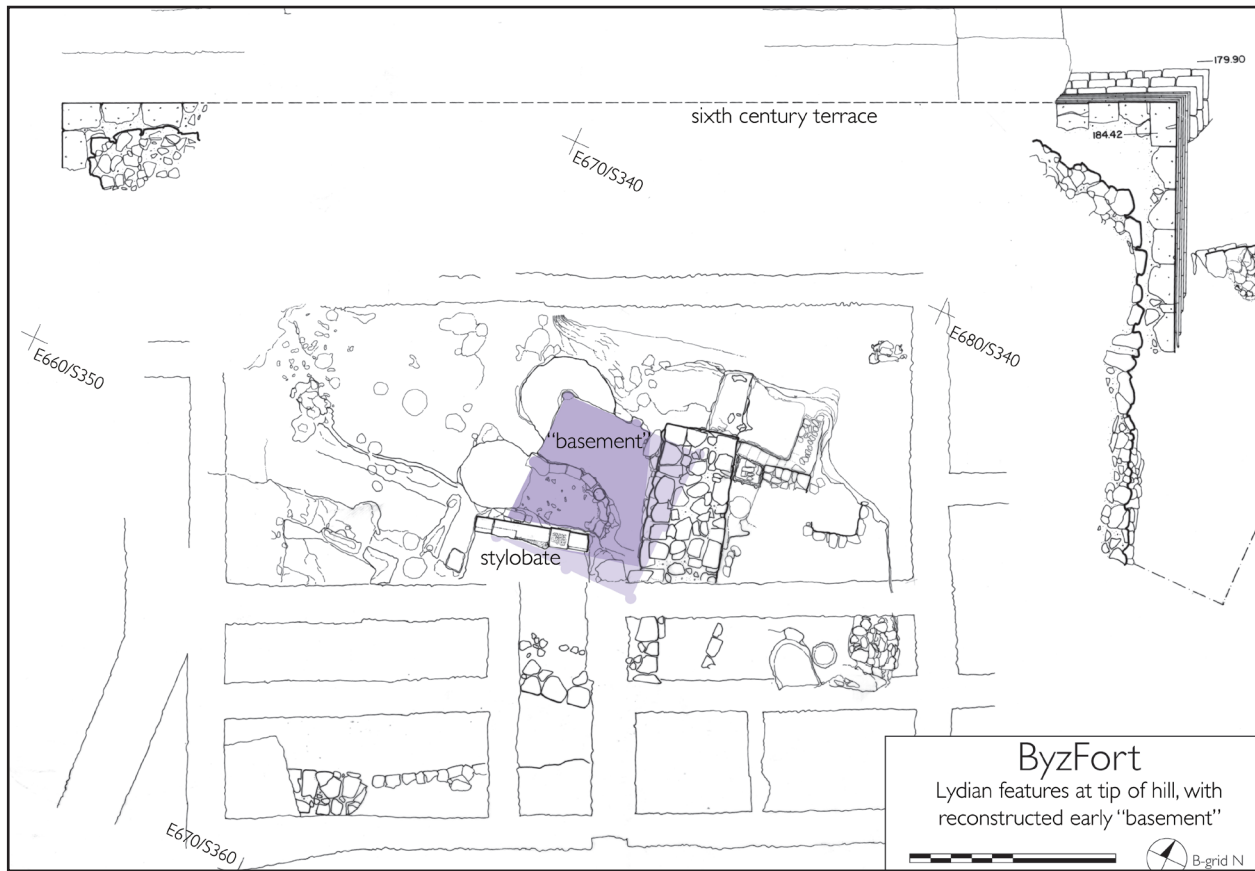 179.90
sixth century terrace
184.42
E670/S340
E660/S350
E680/S340
"basement"
stylobate
E670/S360
ByzFort
Lydian features at tip of hill, with
reconstructed early "basement"
B-grid N